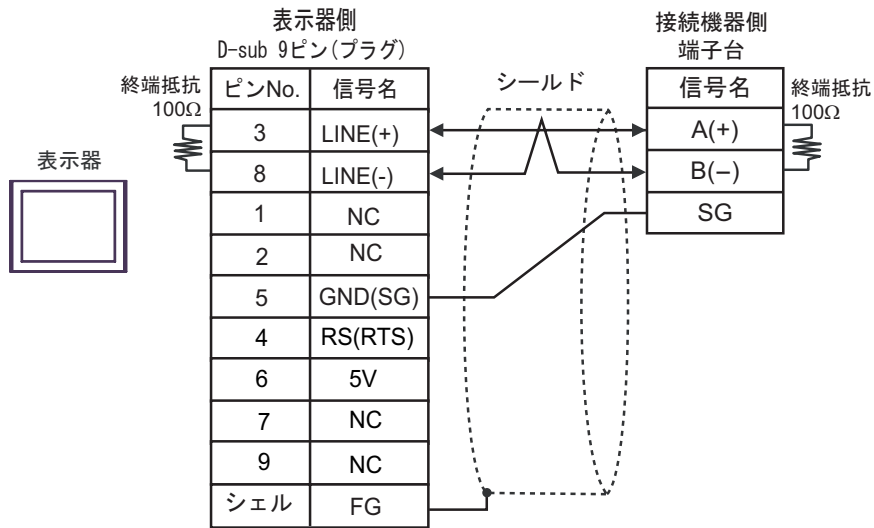 表示器側
D-sub 9ピン(プラグ)
接続機器側
端子台
終端抵抗
100Ω
ピンNo. 信号名
シールド
信号名
終端抵抗
100Ω
3 LINE(+)
A(+)
表示器
8 LINE(-)
B(–)
1 NC
SG
2 NC
5 GND(SG)
4 RS(RTS)
6 5V
7 NC
9 NC
シェル FG